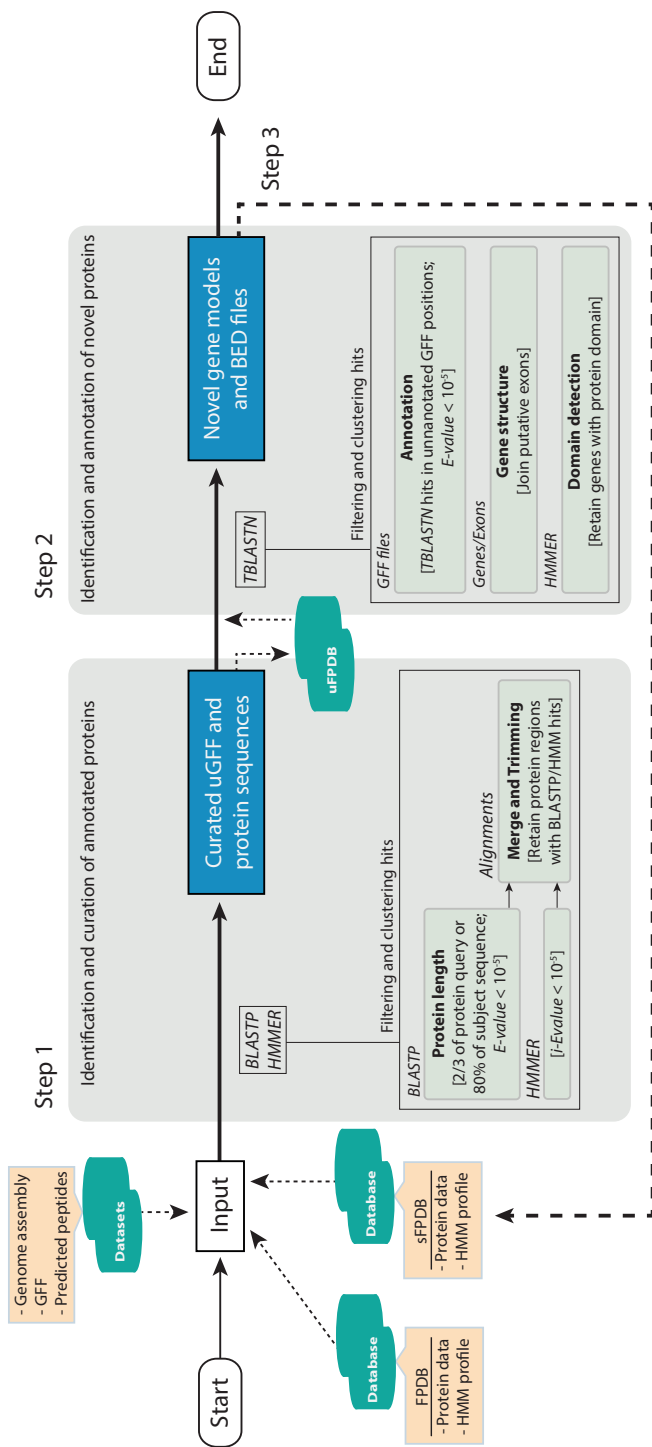 Start
FPDB
- Protein data
- HMM profile
Database
- Genome assembly
- GFF
- Predicted peptides
Datasets
Input
Database
sFPDB
- Protein data
- HMM profile
Step 1
Identification and curation of annotated proteins
BLASTP
HMMER
Curated uGFF and
protein sequences
Filtering and clustering hits
BLASTP
Protein length
[2/3 of protein query or
80% of subject sequence;
E-value < 10-5]
HMMER
[i-Evalue < 10-5]
Alignments
Merge and Trimming
[Retain protein regions
with BLASTP/HMM hits]
uFPDB
Step 2
Identification and annotation of novel proteins
TBLASTN
Novel gene models
and BED files
Filtering and clustering hits
GFF files
Annotation
[TBLASTN hits in unnanotated GFF positions;
E-value < 10-5]
Genes/Exons
Gene structure
[Join putative exons]
HMMER
Domain detection
[Retain genes with protein domain]
Step 3
End